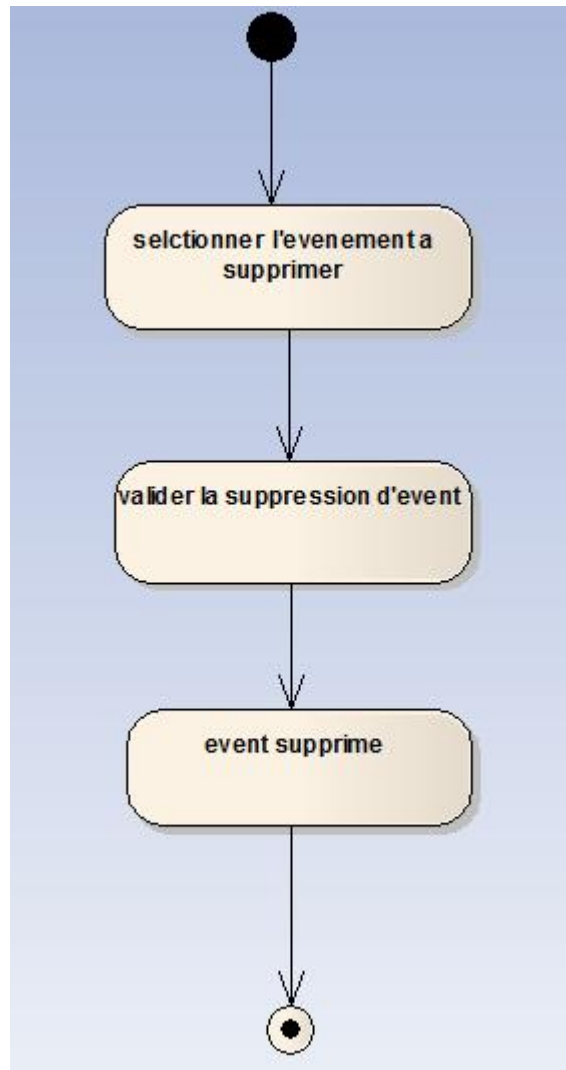 selctionner l'evenement a
supprimer
valider la suppression d'event
event supprime